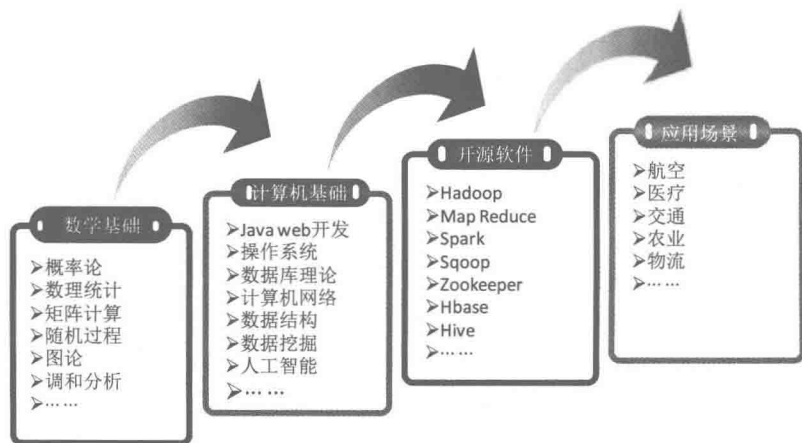 数学基础
➢概率论
➢数理统计
➢矩阵计算
➢随机过程
➢图论
➢调和分析
➢… …
计算机基础
➢Java web开发
➢操作系统
➢数据库理论
➢计算机网络
➢数据结构
➢数据挖掘
➢人工智能
➢… …
开源软件
➢Hadoop
➢Map Reduce
➢Spark
➢Sqoop
➢Zookeeper
➢Hbase
➢Hive
➢… …
应用场景
➢航空
➢医疗
➢交通
➢农业
➢物流
➢… …